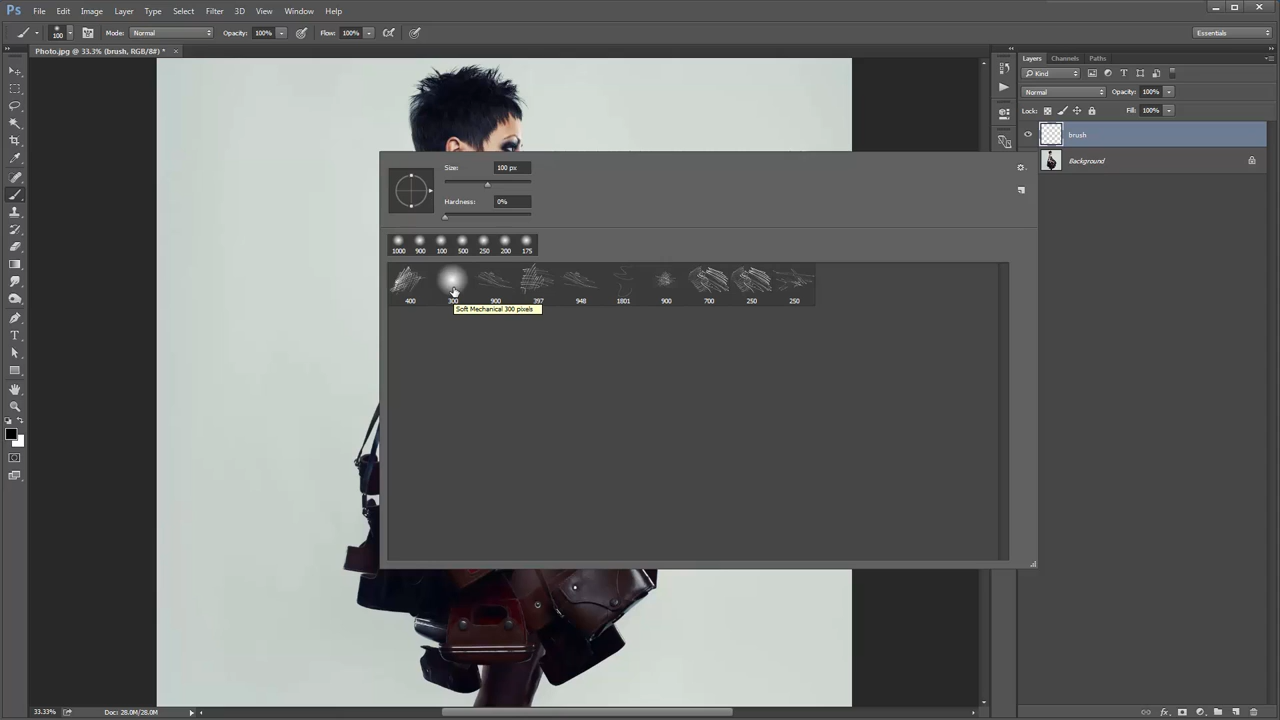 Ps File Edit Image Layer Type Select Filter 3D View Window Help
100 Mode: Normal Opacity: 100% Flow: 100% Essentials
Photo.jpg @ 33,3% (brush, RGB/8#) * ×
Layers Channels Paths
Kind
Normal Opacity: 100%
Lock: Fill: 100%
brush
Background
Size: 100 px
Hardness: 0%
1000 900 100 500 250 200 175
400 300 900 397 948 1801 900 700 250 250
Soft Mechanical 300 pixels
33.33% Doc: 28.0M/28.0M